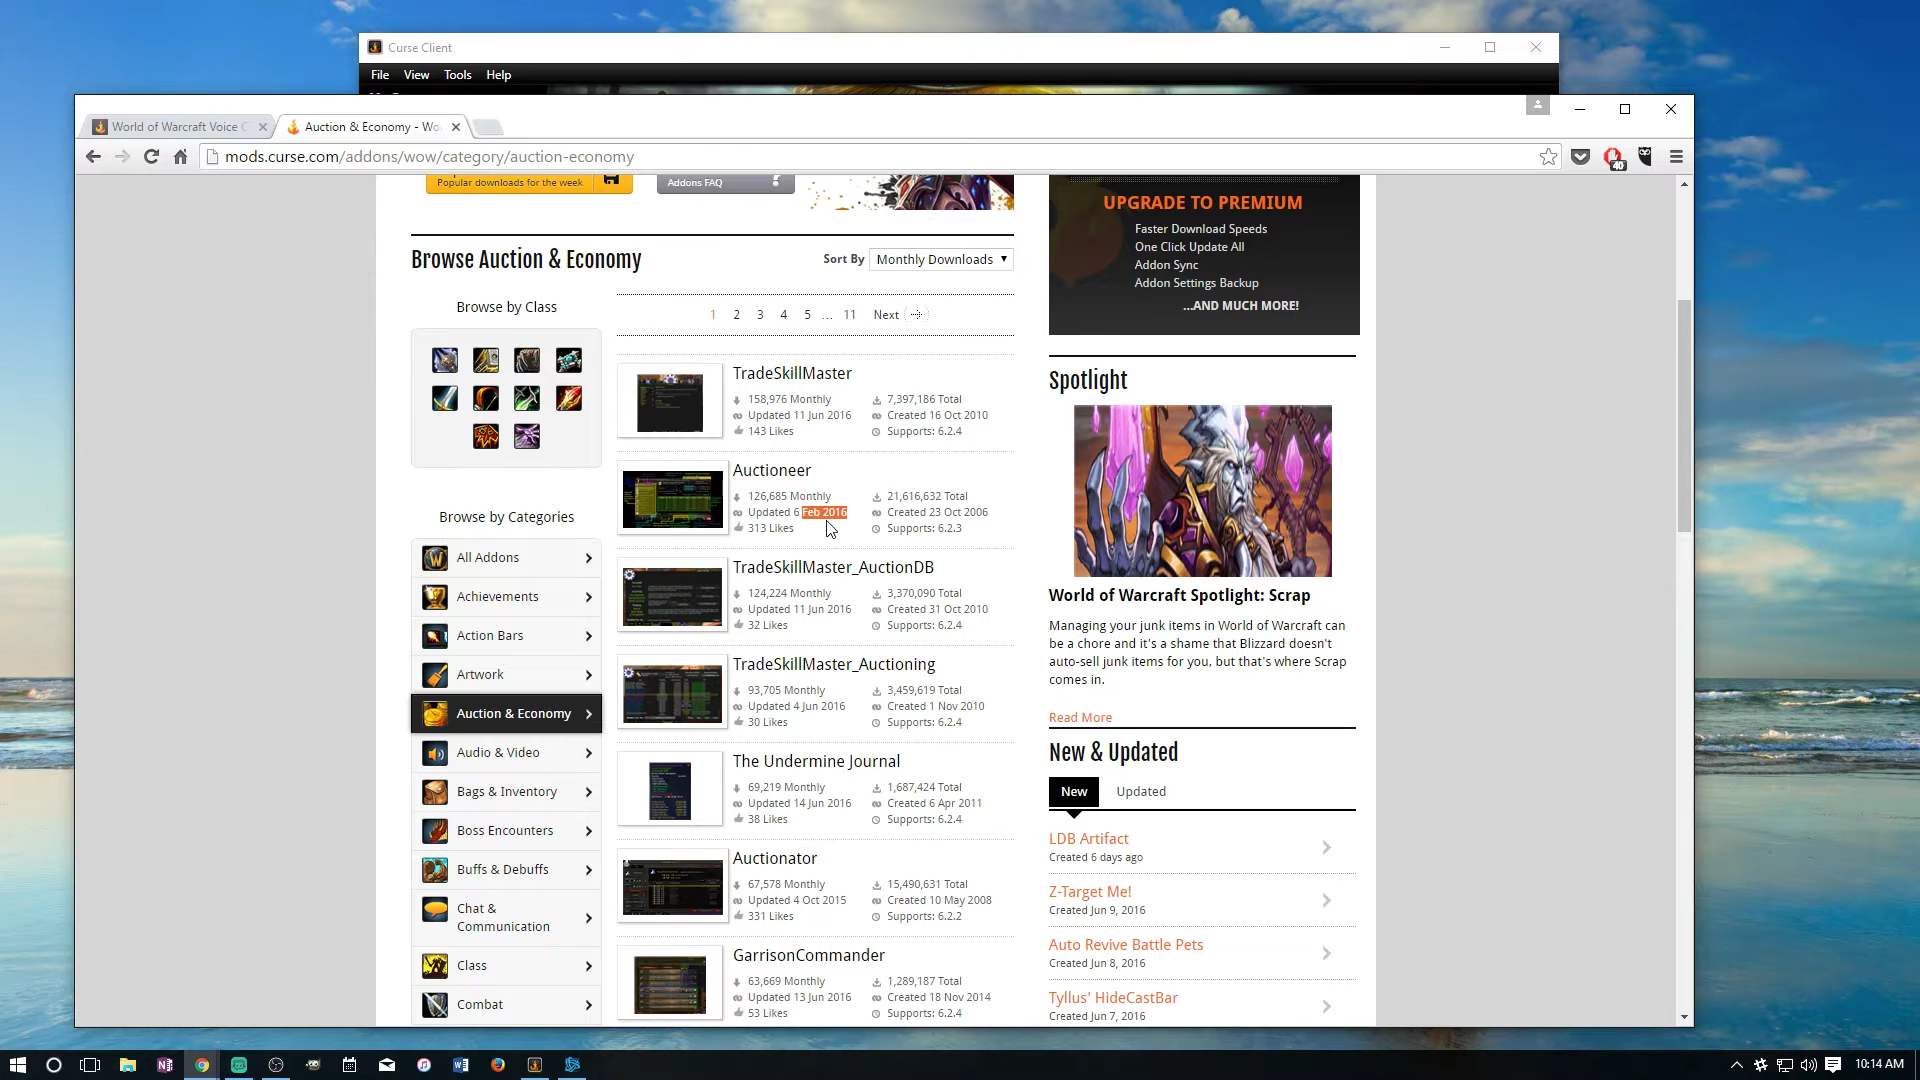 Curse Client
File View Tools Help
World of Warcraft Voice C
Auction & Economy - Wo
mods.curse.com/addons/wow/category/auction-economy
40
Popular downloads for the week
Addons FAQ
?
UPGRADE TO PREMIUM
Faster Download Speeds
One Click Update All
Addon Sync
Addon Settings Backup
...AND MUCH MORE!
Browse Auction & Economy
Sort By Monthly Downloads
Browse by Class
1 2 3 4 5 ... 11 Next
TradeSkillMaster
158,976 Monthly 7,397,186 Total
Updated 11 Jun 2016 Created 16 Oct 2010
143 Likes Supports: 6.2.4
Auctioneer
126,685 Monthly 21,616,632 Total
Updated 6 Feb 2016 Created 23 Oct 2006
313 Likes Supports: 6.2.3
TradeSkillMaster_AuctionDB
124,224 Monthly 3,370,090 Total
Updated 11 Jun 2016 Created 31 Oct 2010
32 Likes Supports: 6.2.4
TradeSkillMaster_Auctioning
93,705 Monthly 3,459,619 Total
Updated 4 Jun 2016 Created 1 Nov 2010
30 Likes Supports: 6.2.4
The Undermine Journal
69,219 Monthly 1,687,424 Total
Updated 14 Jun 2016 Created 6 Apr 2011
38 Likes Supports: 6.2.4
Auctionator
67,578 Monthly 15,490,631 Total
Updated 4 Oct 2015 Created 10 May 2008
331 Likes Supports: 6.2.2
GarrisonCommander
63,669 Monthly 1,289,187 Total
Updated 13 Jun 2016 Created 18 Nov 2014
53 Likes Supports: 6.2.4
Browse by Categories
All Addons
Achievements
Action Bars
Artwork
Auction & Economy
Audio & Video
Bags & Inventory
Boss Encounters
Buffs & Debuffs
Chat &
Communication
Class
Combat
Spotlight
World of Warcraft Spotlight: Scrap
Managing your junk items in World of Warcraft can
be a chore and it's a shame that Blizzard doesn't
auto-sell junk items for you, but that's where Scrap
comes in.
Read More
New & Updated
New Updated
LDB Artifact
Created 6 days ago
Z-Target Me!
Created Jun 9, 2016
Auto Revive Battle Pets
Created Jun 8, 2016
Tyllus' HideCastBar
Created Jun 7, 2016
10:14 AM